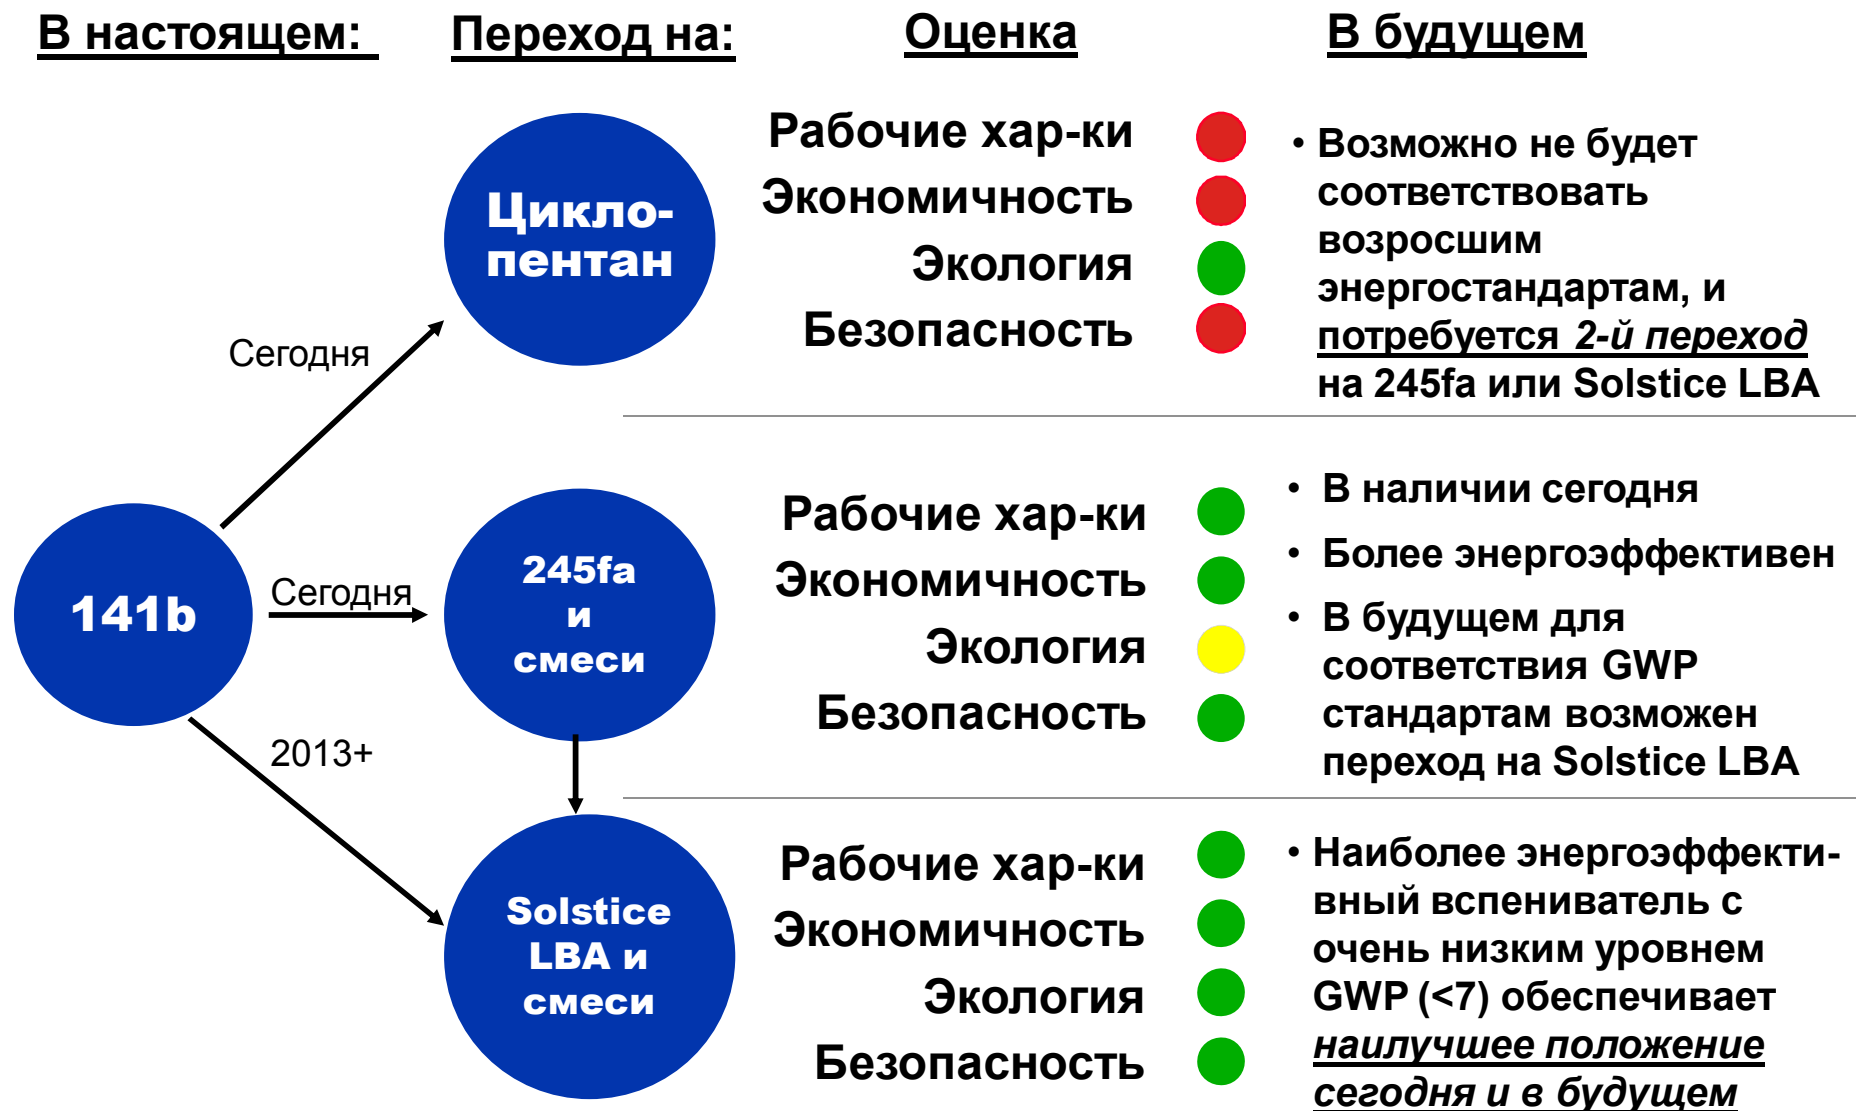 В настоящем:
Переход на:
Оценка
В будущем
Цикло-
пентан
Рабочие хар-ки
Экономичность
Экология
Безопасность
• Возможно не будет
соответствовать
возросшим
энергостандартам, и
потребуется 2-й переход
на 245fa или Solstice LBA
Сегодня
141b
Сегодня
245fa
и
смеси
Рабочие хар-ки
Экономичность
Экология
Безопасность
• В наличии сегодня
• Более энергоэффективен
• В будущем для
соответствия GWP
стандартам возможен
переход на Solstice LBA
2013+
Solstice
LBA и
смеси
Рабочие хар-ки
Экономичность
Экология
Безопасность
• Наиболее энергоэффекти-
вный вспениватель с
очень низким уровнем
GWP (<7) обеспечивает
наилучшее положение
сегодня и в будущем